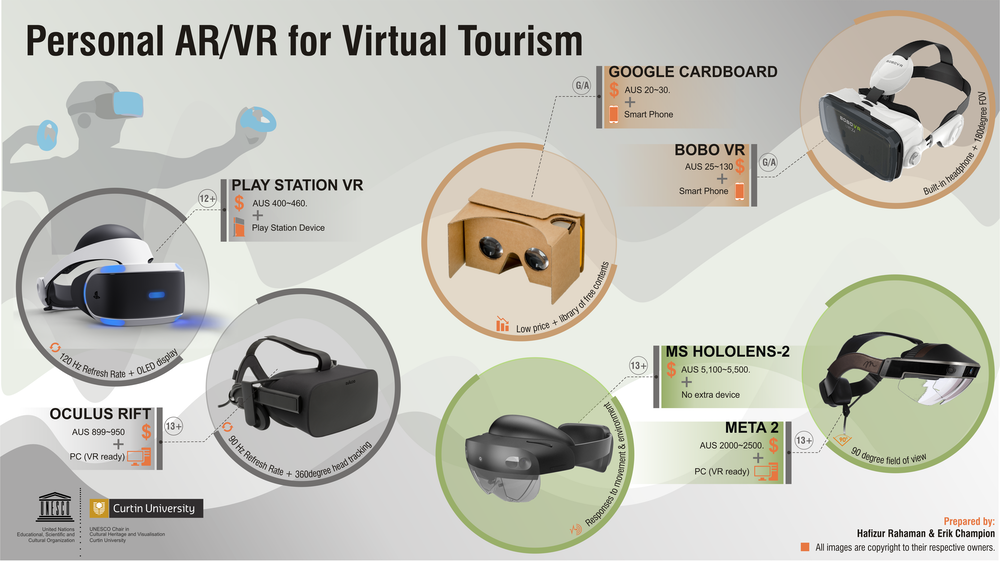 Personal AR/VR for Virtual Tourism
GOOGLE CARDBOARD
G/A
AUS 20~30.
+
Smart Phone
BOBO VR
AUS 25~130
G/A
+
Smart Phone
BOBOVR
Built-in headphone + 180degree FOV
PLAY STATION VR
12+
AUS 400~460.
+
Play Station Device
120 Hz Refresh Rate + OLED display
Low price + library of free contents
OCULUS RIFT
AUS 899~950
13+
+
PC (VR ready)
90 Hz Refresh Rate + 360degree head tracking
MS HOLOLENS-2
13+
AUS 5,100~5,500.
+
No extra device
Responses to movement & environment
META 2
AUS 2000~2500.
13+
+
PC (VR ready)
90 degree field of view
UNESCO
United Nations
Educational, Scientific and
Cultural Organization
Curtin University
UNESCO Chair in
Cultural Heritage and Visualisation
Curtin University
Prepared by:
Hafizur Rahaman & Erik Champion
All images are copyright to their respective owners.